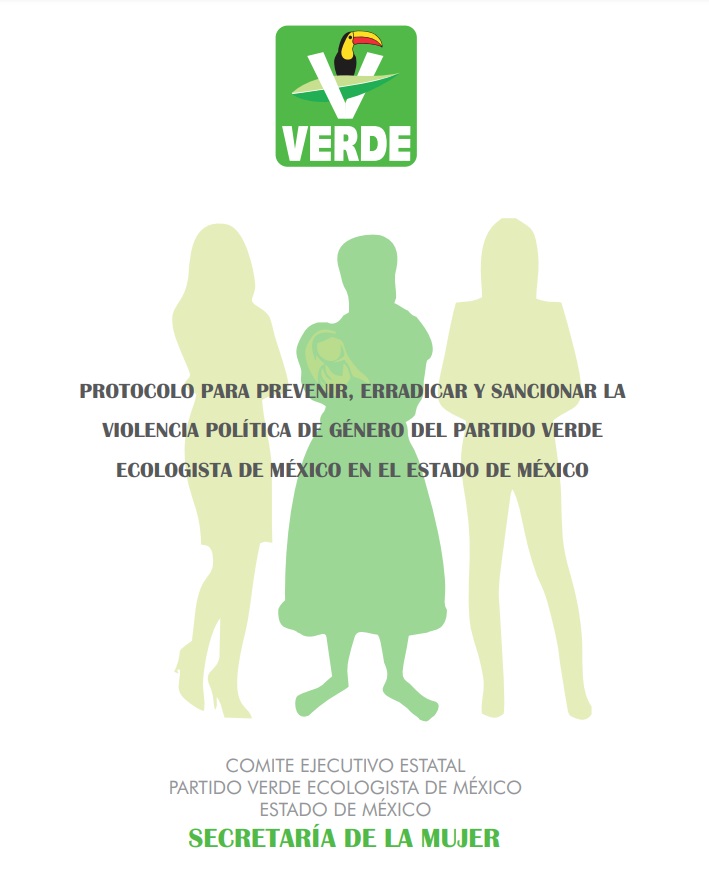 VERDE
PROTOCOLO PARA PREVENIR, ERRADICAR Y SANCIONAR LA
VIOLENCIA POLÍTICA DE GÉNERO DEL PARTIDO VERDE
ECOLOGISTA DE MÉXICO EN EL ESTADO DE MÉXICO
COMITE EJECUTIVO ESTATAL
PARTIDO VERDE ECOLOGISTA DE MÉXICO
ESTADO DE MÉXICO
SECRETARÍA DE LA MUJER